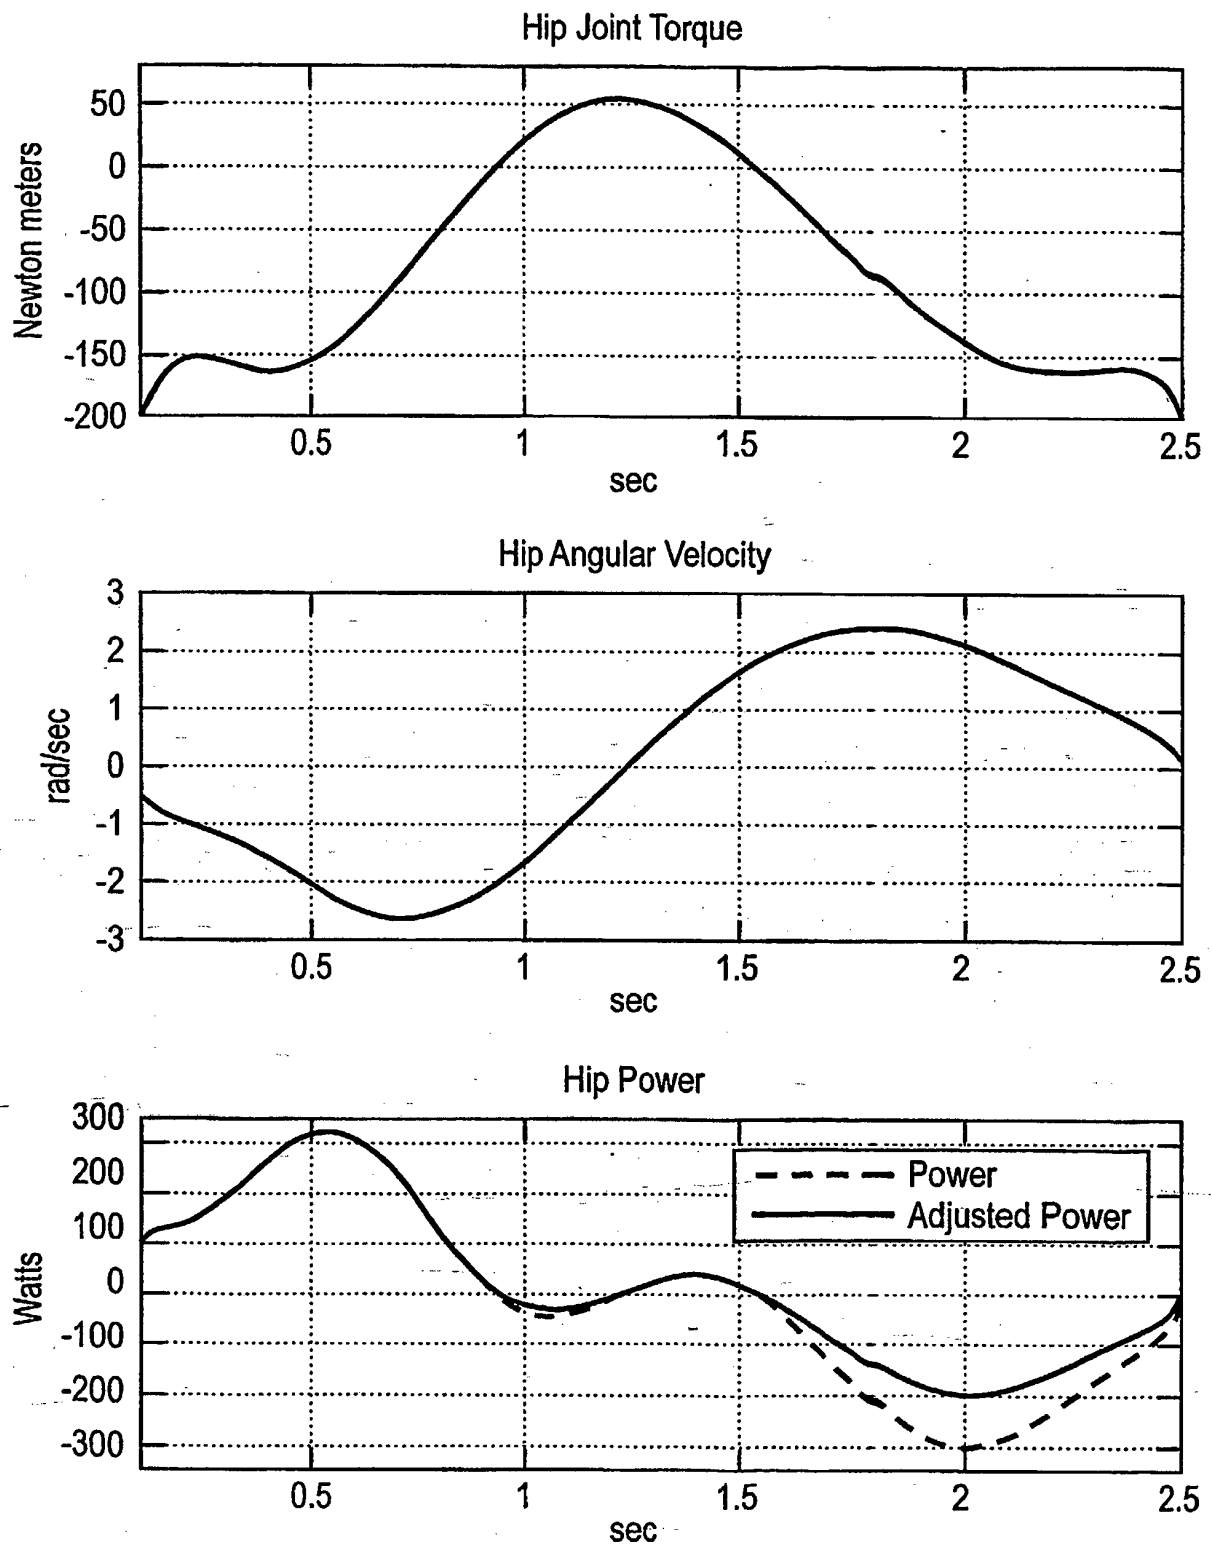 Hip Joint Torque
Newton meters
50
0
-50
-100
-150
-200
0.5 1 1.5 2 2.5
sec
Hip Angular Velocity
rad/sec
3
2
1
0
-1
-2
-3
0.5 1 1.5 2 2.5
sec
Hip Power
Watts
300
200
100
0
-100
-200
-300
Power
Adjusted Power
0.5 1 1.5 2 2.5
sec